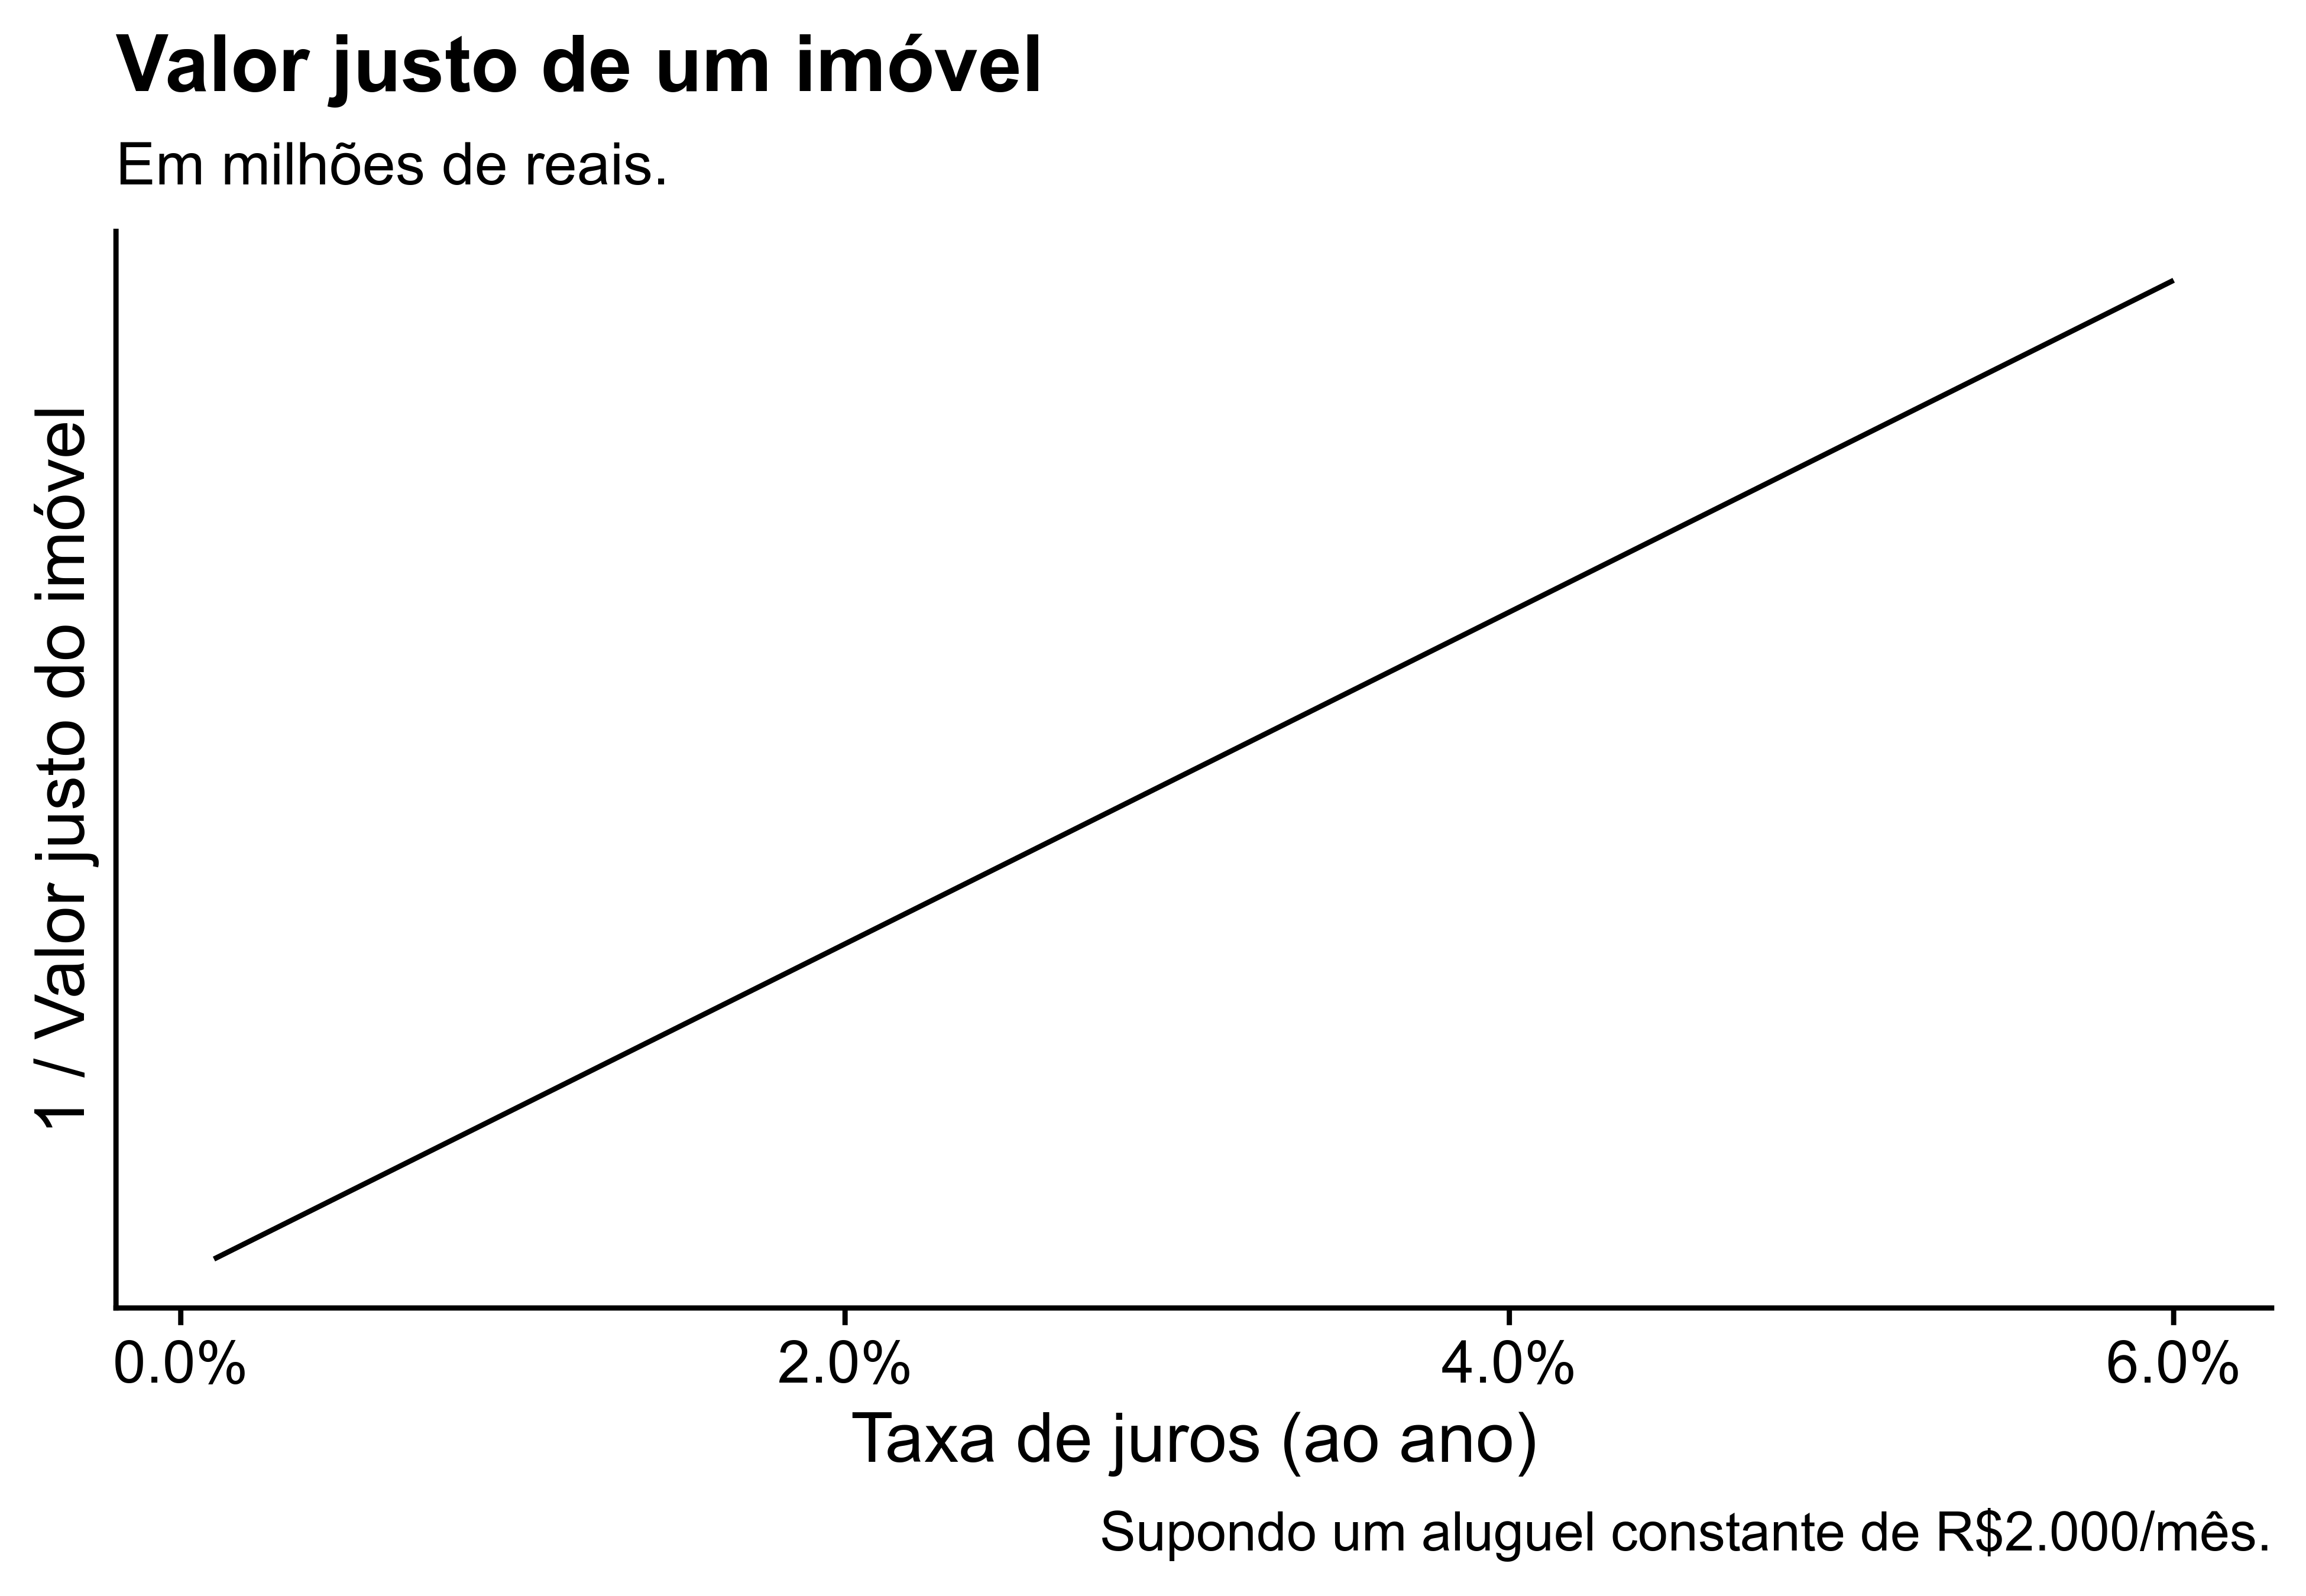 Valor justo de um imóvel
Em milhões de reais.
1 / Valor justo do imóvel
0.0%
2.0%
4.0%
6.0%
Taxa de juros (ao ano)
Supondo um aluguel constante de R$2.000/mês.